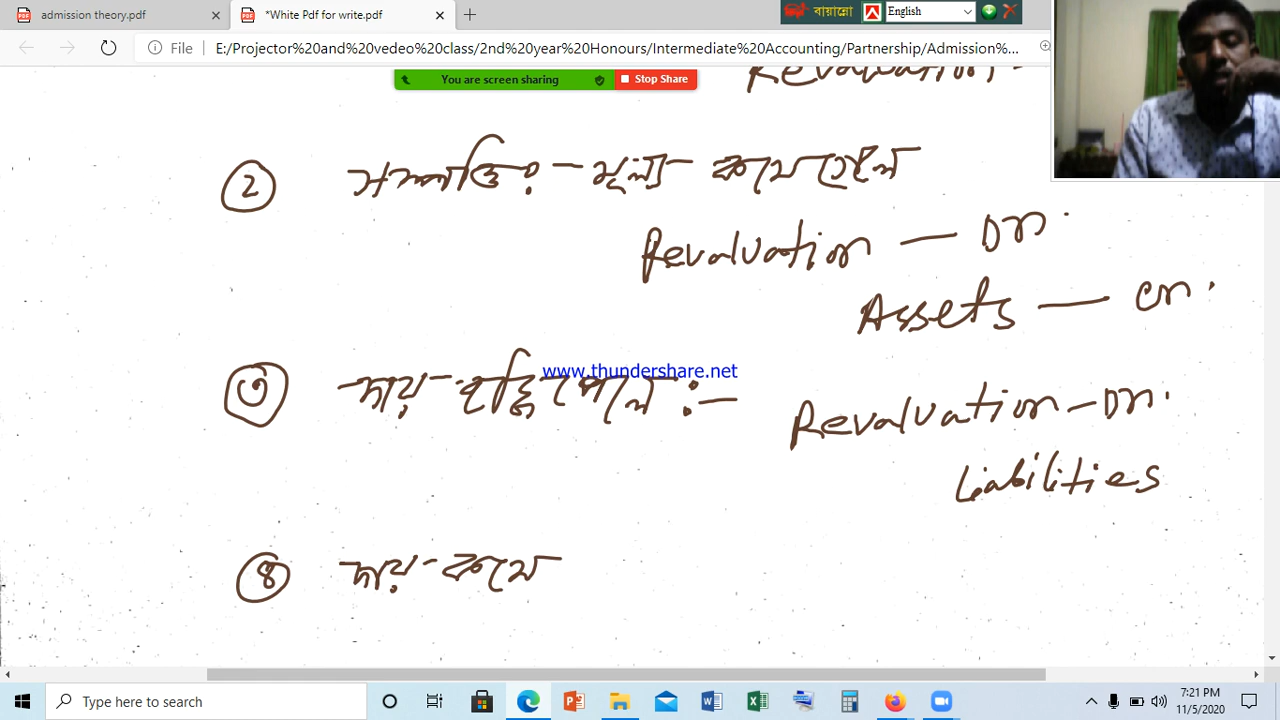 admission theory.pdf
*White Pdf for write.pdf
বায়ান্নো English
File E:/Projector%20and%20vedeo%20class/2nd%20year%20Honours/Intermediate%20Accounting/Partnership/Admission%...
You are screen sharing Stop Share
Revaluation -
② সম্পত্তির - মূল্য - কমে গেলে
Revaluation — Dr.
Assets — Cr.
www.thundershare.net
③ দায় - বৃদ্ধি পেলে :-
Revaluation - Dr.
Liabilities
④ দায় - কমে
Type here to search
7:21 PM
11/5/2020